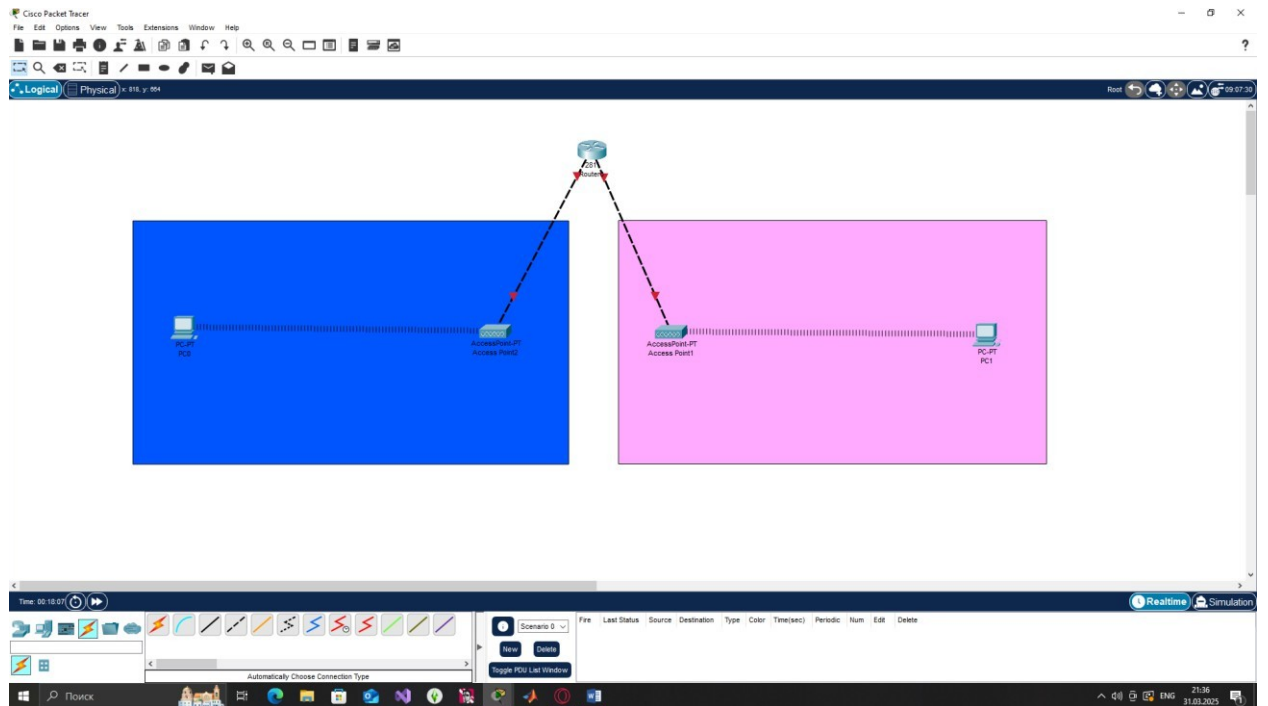 Cisco Packet Tracer
File Edit Options View Tools Extensions Window Help
?
Logical Physical x: 818, y: 664 Root 09:07:30
281
Router
PC-PT
PC0
AccessPoint-PT
Access Point2
AccessPoint-PT
Access Point1
PC-PT
PC1
Time: 00:18:07 Realtime Simulation
Scenario 0 Fire Last Status Source Destination Type Color Time(sec) Periodic Num Edit Delete
New Delete
Toggle PDU List Window
Automatically Choose Connection Type
Поиск ENG 21:36
31.03.2025